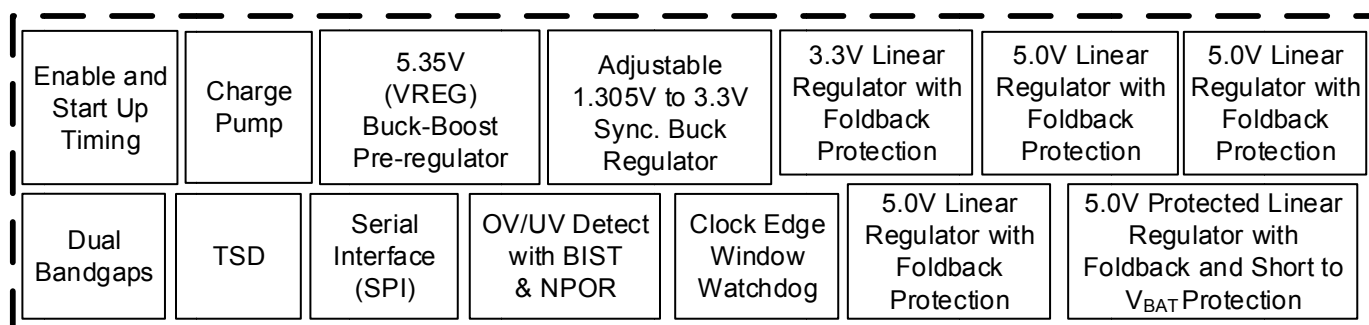 Enable and
Start Up
Timing
Charge
Pump
5.35V
(VREG)
Buck-Boost
Pre-regulator
Adjustable
1.305V to 3.3V
Sync. Buck
Regulator
3.3V Linear
Regulator with
Foldback
Protection
5.0V Linear
Regulator with
Foldback
Protection
5.0V Linear
Regulator with
Foldback
Protection
Dual
Bandgaps
TSD
Serial
Interface
(SPI)
OV/UV Detect
with BIST
& NPOR
Clock Edge
Window
Watchdog
5.0V Linear
Regulator with
Foldback
Protection
5.0V Protected Linear
Regulator with
Foldback and Short to
VBAT Protection